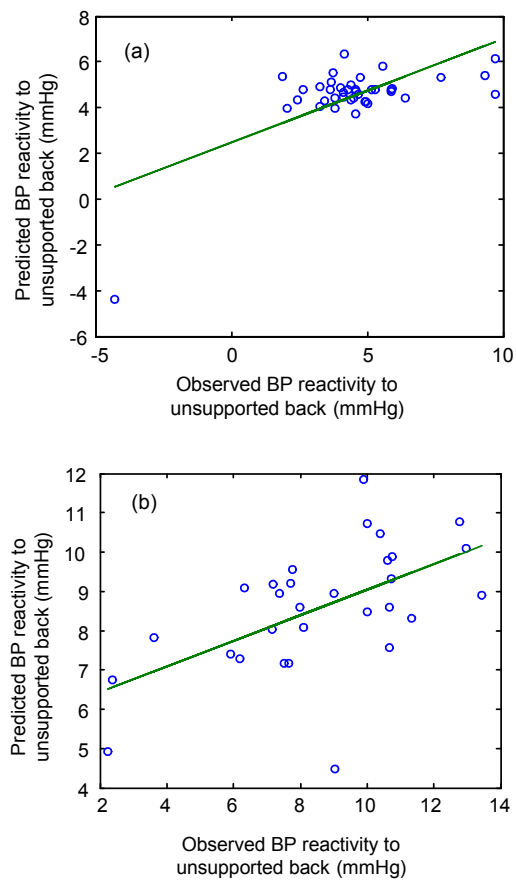 (a)
8
6
4
2
0
-2
-4
-6
-5
0
5
10
Predicted BP reactivity to
unsupported back (mmHg)
Observed BP reactivity to
unsupported back (mmHg)
(b)
12
11
10
9
8
7
6
5
4
2
4
6
8
10
12
14
Predicted BP reactivity to
unsupported back (mmHg)
Observed BP reactivity to
unsupported back (mmHg)